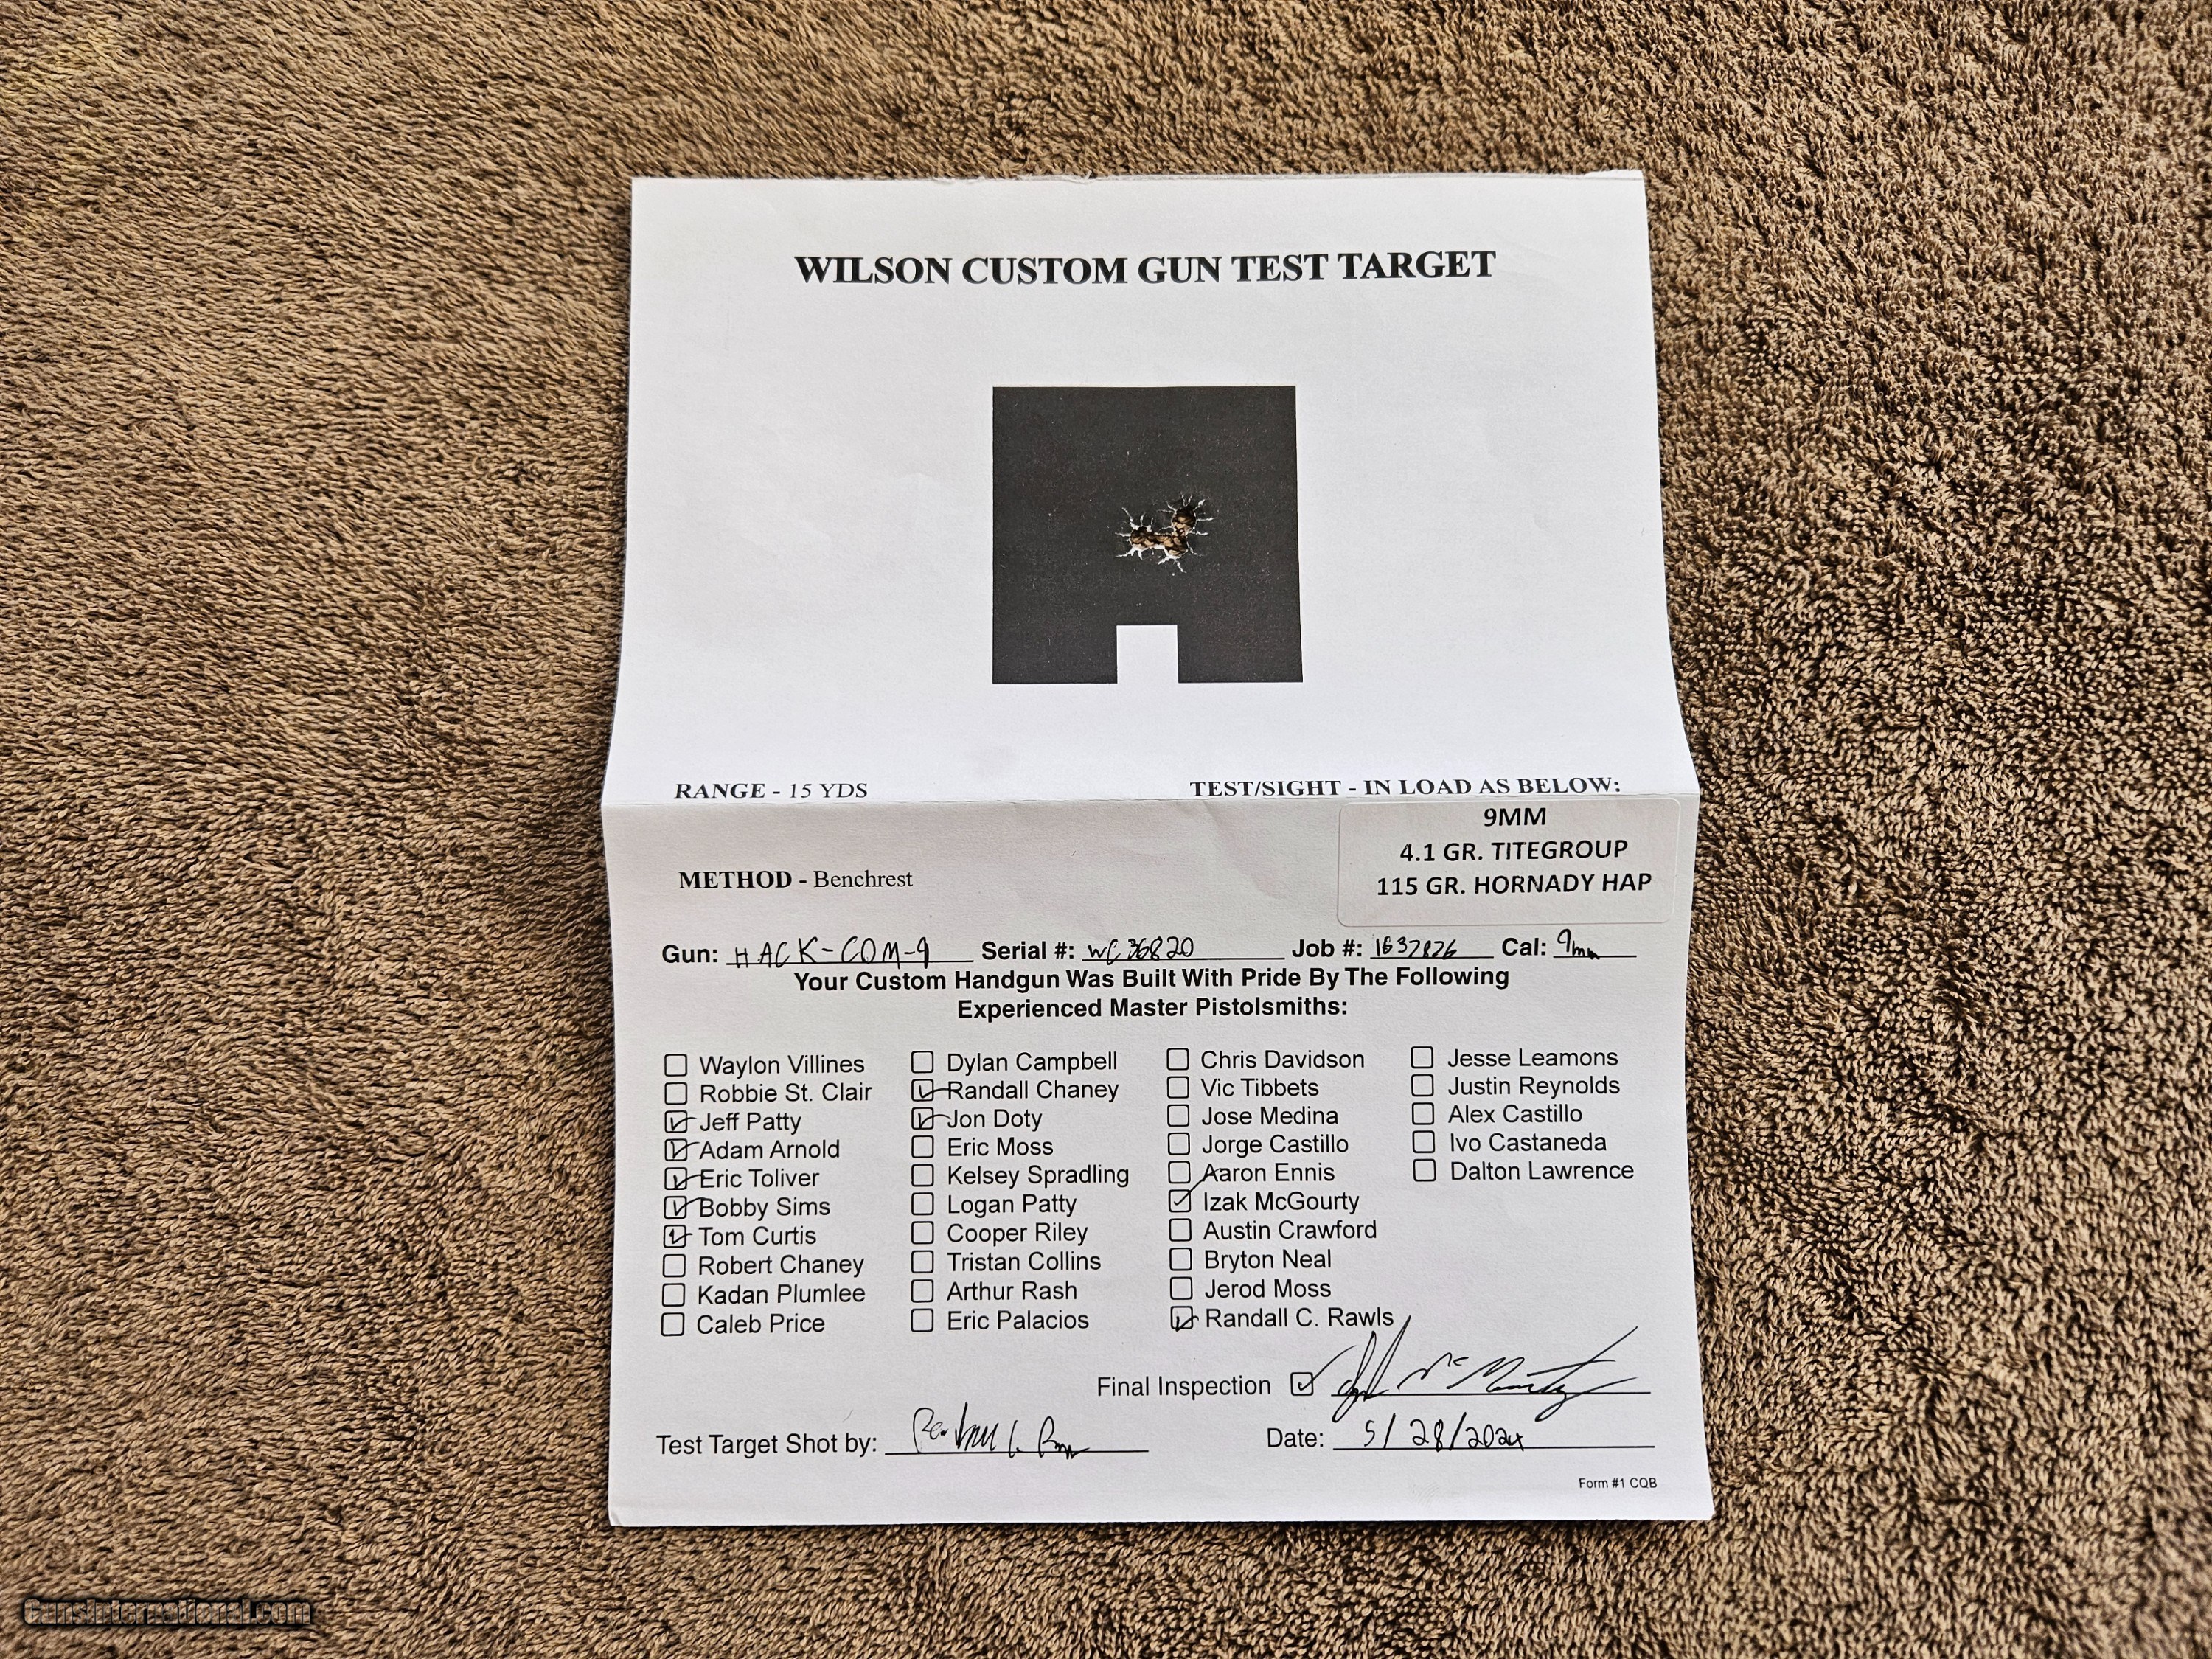 WILSON CUSTOM GUN TEST TARGET
RANGE - 15 YDS
TEST/SIGHT - IN LOAD AS BELOW:
9MM
4.1 GR. TITEGROUP
115 GR. HORNADY HAP
METHOD - Benchrest
Gun: HACK-COM-9 Serial #: WC36820 Job #: 1637826 Cal: 9mm
Your Custom Handgun Was Built With Pride By The Following
Experienced Master Pistolsmiths:
Waylon Villines
Robbie St. Clair
Jeff Patty
Adam Arnold
Eric Toliver
Bobby Sims
Tom Curtis
Robert Chaney
Kadan Plumlee
Caleb Price
Dylan Campbell
Randall Chaney
Jon Doty
Eric Moss
Kelsey Spradling
Logan Patty
Cooper Riley
Tristan Collins
Arthur Rash
Eric Palacios
Chris Davidson
Vic Tibbets
Jose Medina
Jorge Castillo
Aaron Ennis
Izak McGourty
Austin Crawford
Bryton Neal
Jerod Moss
Randall C. Rawls
Jesse Leamons
Justin Reynolds
Alex Castillo
Ivo Castaneda
Dalton Lawrence
Final Inspection
Test Target Shot by:
Date: 5/28/2024
Form #1 CQB
GunsInternational.com